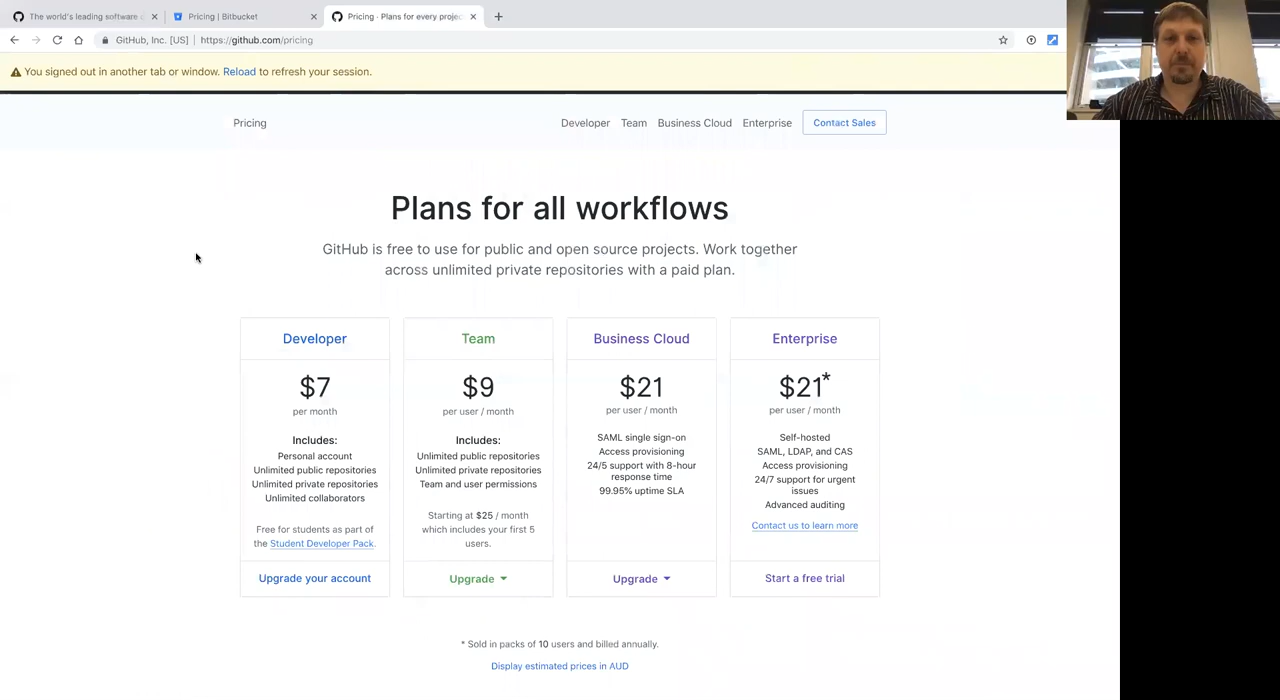 The world's leading software d
Pricing | Bitbucket
Pricing · Plans for every projec
GitHub, Inc. [US]
https://github.com/pricing
You signed out in another tab or window. Reload to refresh your session.
Pricing
Developer
Team
Business Cloud
Enterprise
Contact Sales
Plans for all workflows
GitHub is free to use for public and open source projects. Work together
across unlimited private repositories with a paid plan.
Developer
$7
per month
Includes:
Personal account
Unlimited public repositories
Unlimited private repositories
Unlimited collaborators
Free for students as part of
the Student Developer Pack.
Upgrade your account
Team
$9
per user / month
Includes:
Unlimited public repositories
Unlimited private repositories
Team and user permissions
Starting at $25 / month
which includes your first 5
users.
Upgrade
Business Cloud
$21
per user / month
SAML single sign-on
Access provisioning
24/5 support with 8-hour
response time
99.95% uptime SLA
Upgrade
Enterprise
$21*
per user / month
Self-hosted
SAML, LDAP, and CAS
Access provisioning
24/7 support for urgent
issues
Advanced auditing
Contact us to learn more
Start a free trial
* Sold in packs of 10 users and billed annually.
Display estimated prices in AUD